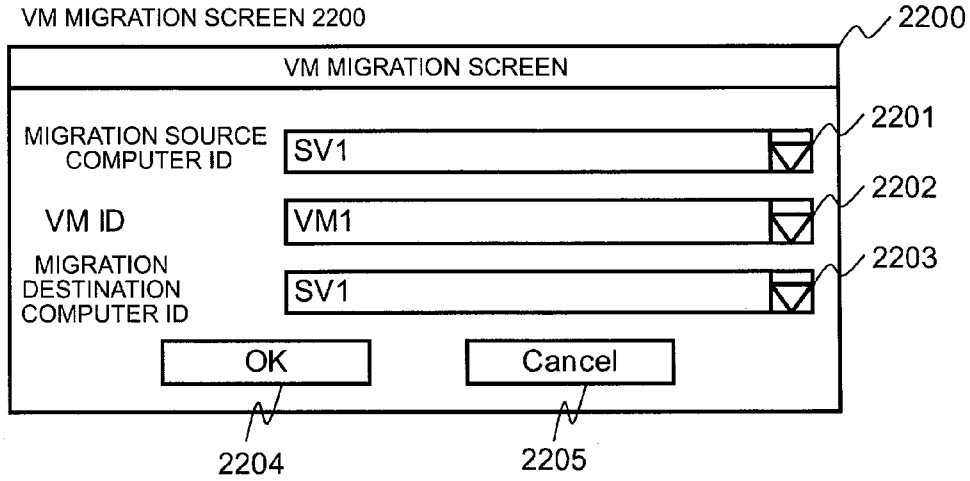 VM MIGRATION SCREEN 2200
2200
VM MIGRATION SCREEN
2201
MIGRATION SOURCE
COMPUTER ID
SV1
2202
VM ID
VM1
2203
MIGRATION
DESTINATION
COMPUTER ID
SV1
OK
Cancel
2204
2205